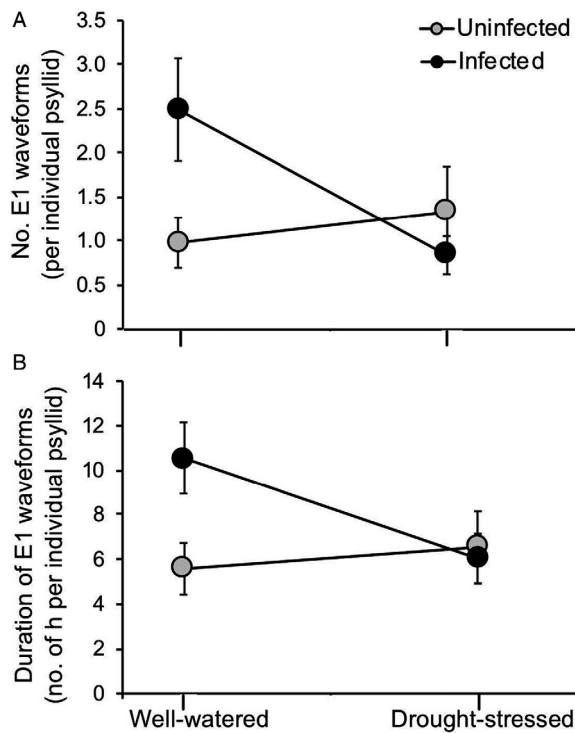 A
Uninfected
Infected
No. E1 waveforms
(per individual psyllid)
3.5
3.0
2.5
2.0
1.5
1.0
0.5
0
B
Duration of E1 waveforms
(no. of h per individual psyllid)
14
12
10
8
6
4
2
0
Well-watered
Drought-stressed